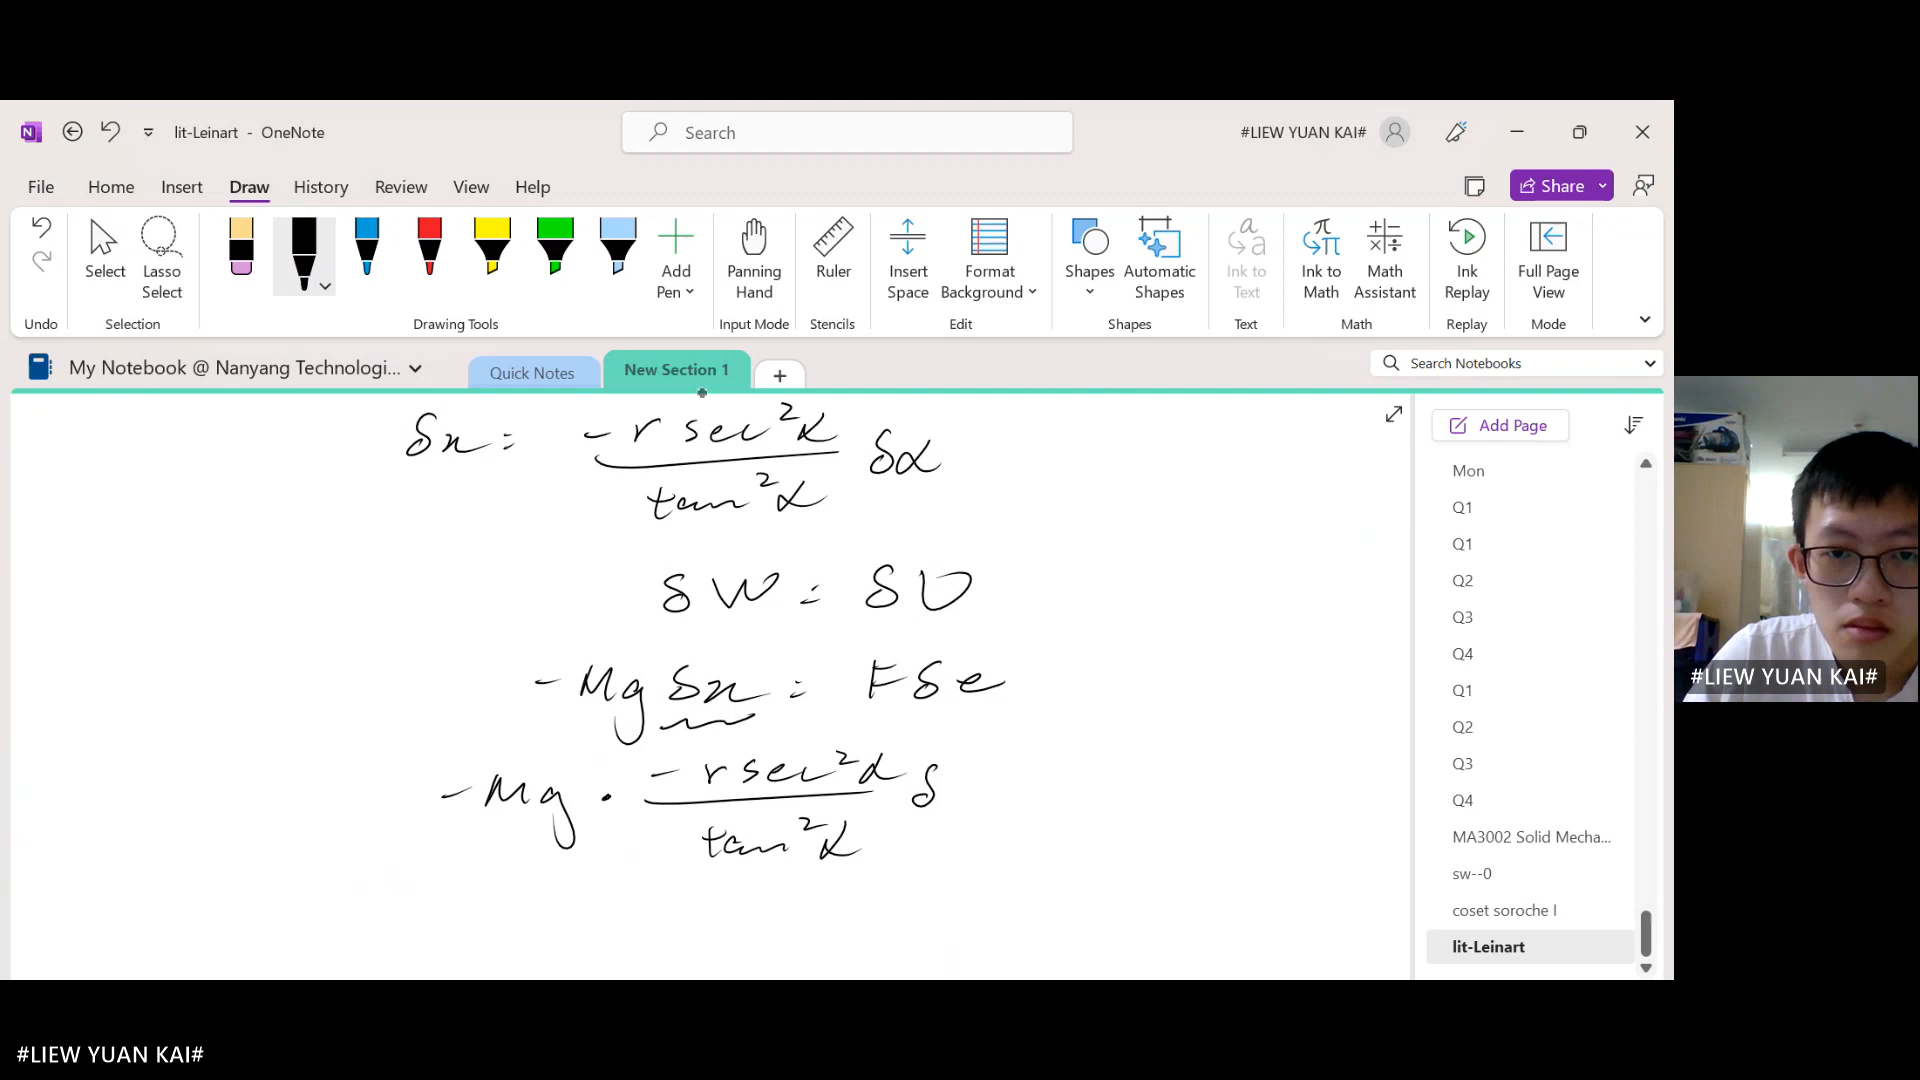 lit-Leinart - OneNote
Search
#LIEW YUAN KAI#
File Home Insert Draw History Review View Help
Share
Select
Lasso Select
Add Pen
Panning Hand
Ruler
Insert Space
Format Background
Shapes
Automatic Shapes
Ink to Text
Ink to Math
Math Assistant
Ink Replay
Full Page View
Undo Selection Drawing Tools Input Mode Stencils Edit Shapes Text Math Replay Mode
My Notebook @ Nanyang Technologi...
Quick Notes
New Section 1
Search Notebooks
δx = -r sec²α / tan²α δα
δW = δU
-Mg δx = F δe
-Mg · -r sec²α / tan²α δ
Add Page
Mon
Q1
Q1
Q2
Q3
Q4
Q1
Q2
Q3
Q4
MA3002 Solid Mecha...
sw--0
coset soroche I
lit-Leinart
#LIEW YUAN KAI#
#LIEW YUAN KAI#